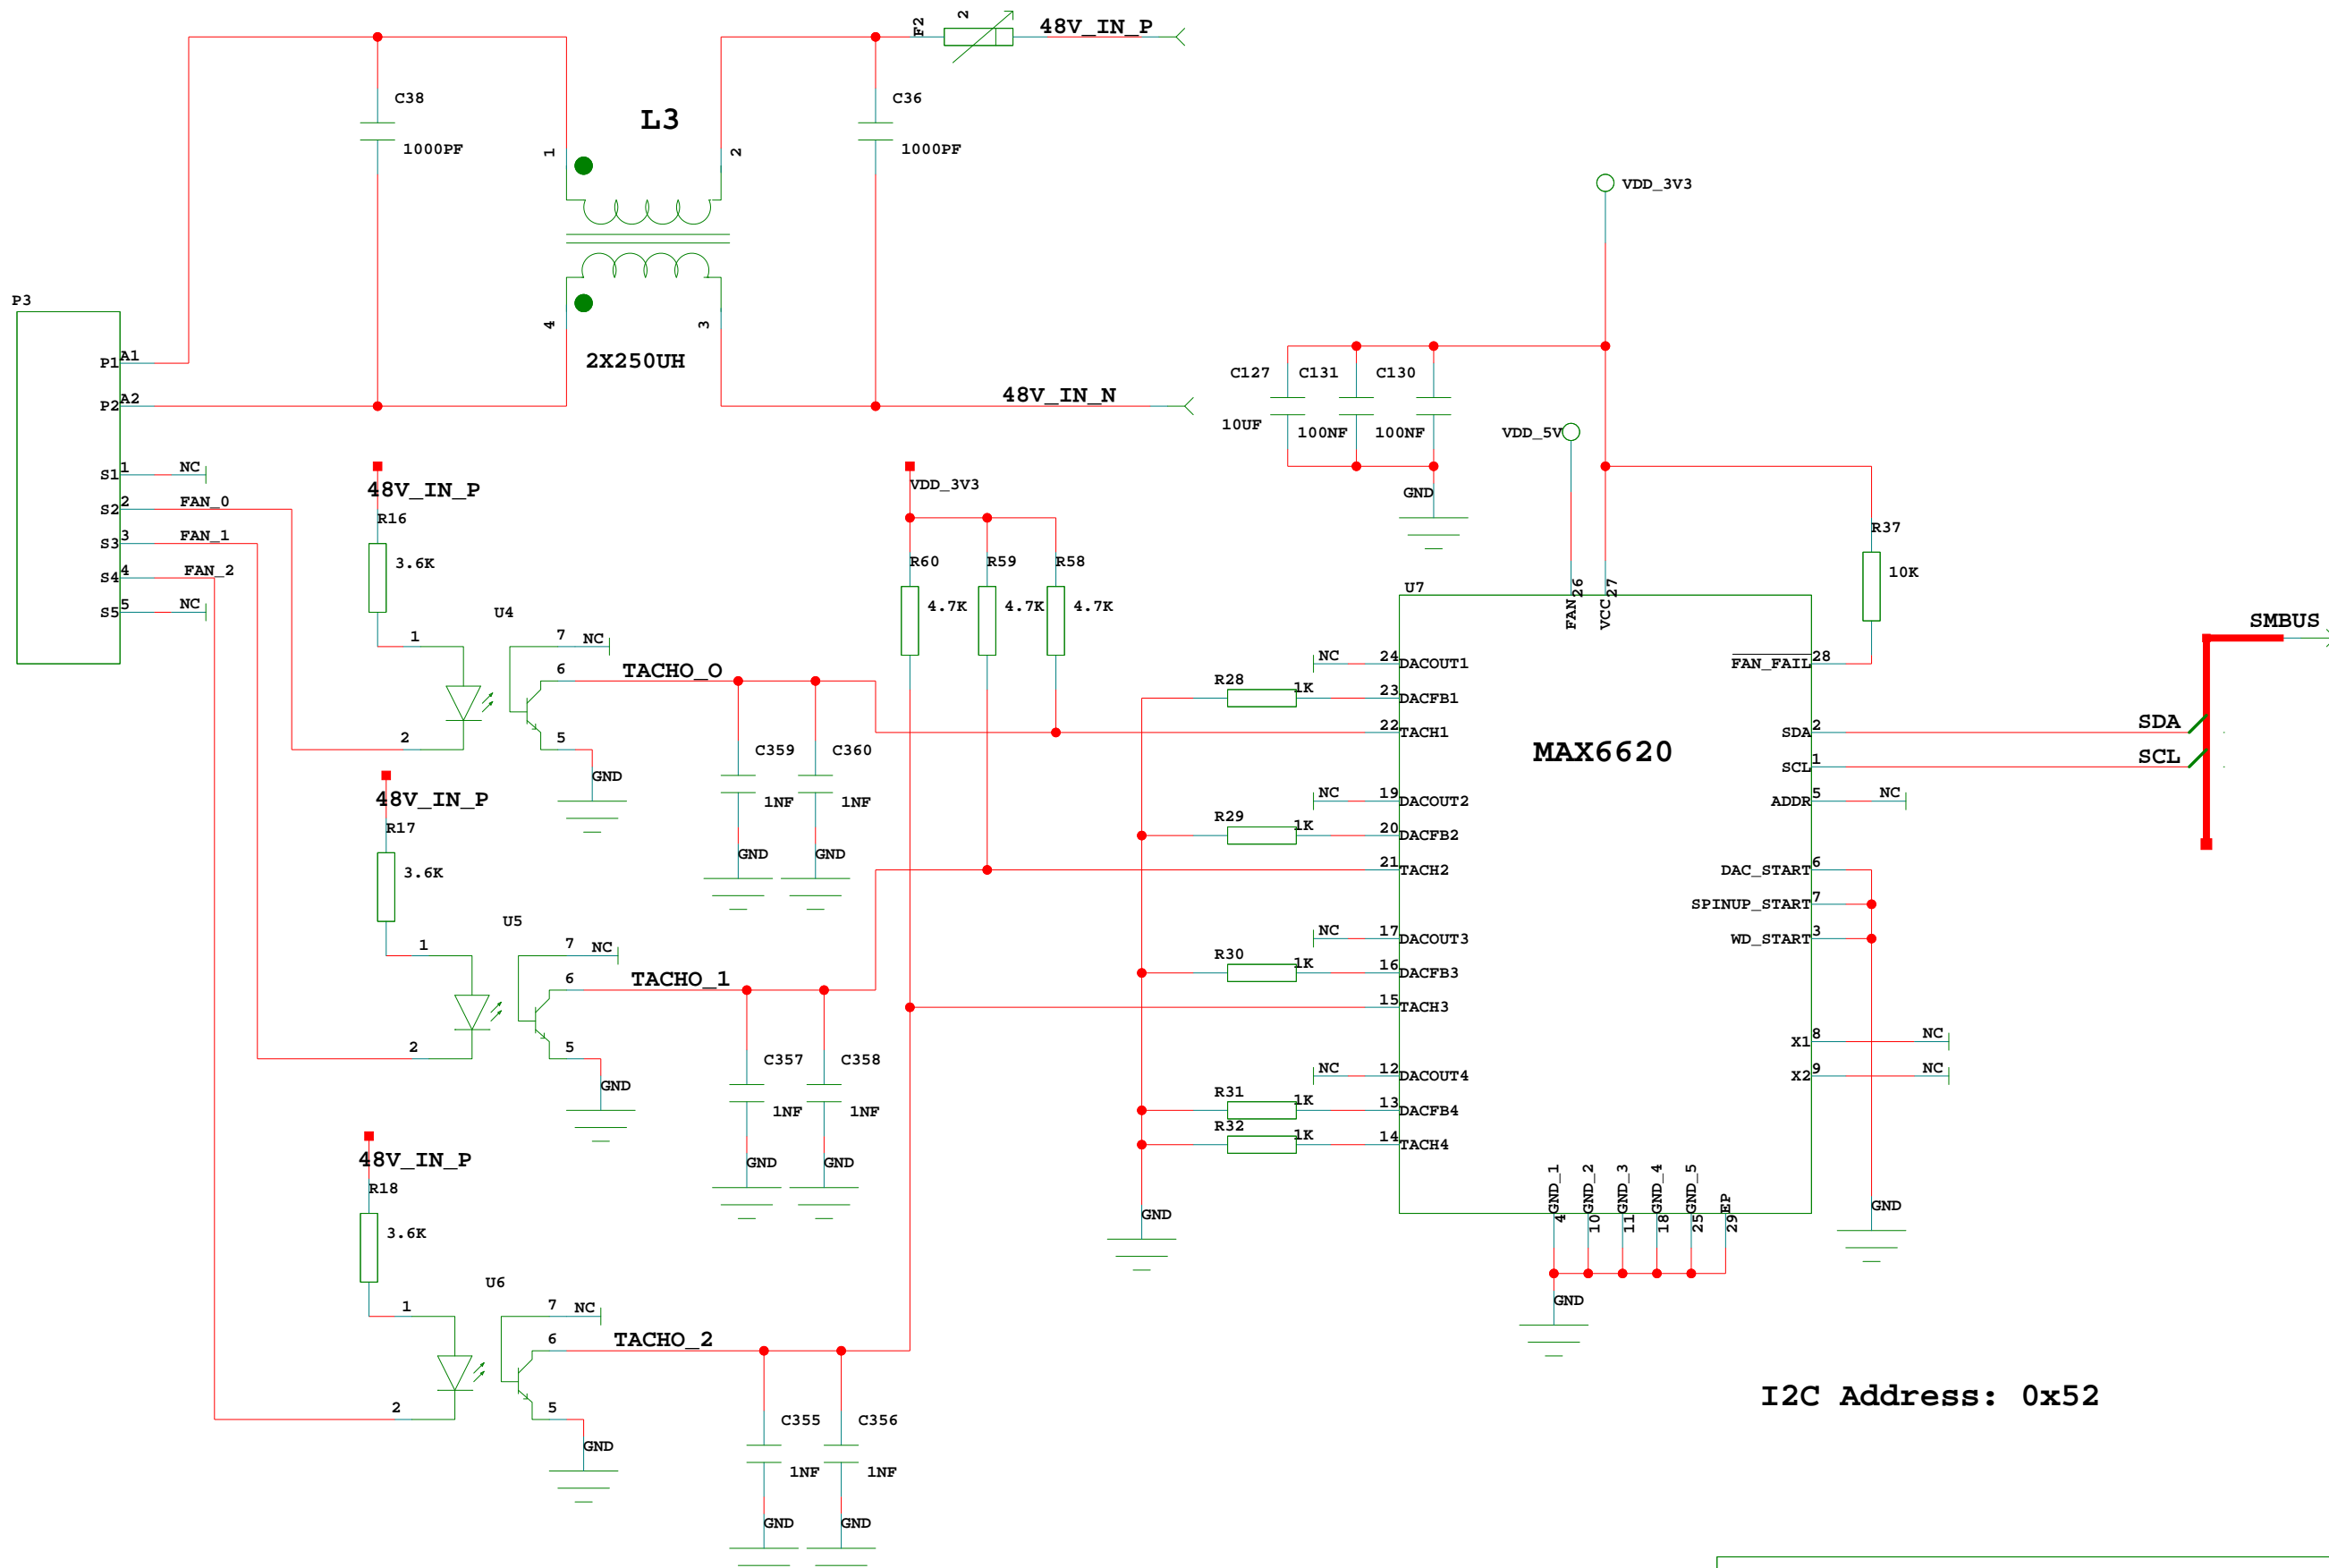 F2
2
48V_IN_P
C38
1000PF
L3
C36
1000PF
1
2
4
3
2X250UH
VDD_3V3
P3
P1 A1
P2 A2
48V_IN_N
C127 C131 C130
10UF 100NF 100NF
VDD_5V
GND
S1 1 NC
S2 2 FAN_0
S3 3 FAN_1
S4 4 FAN_2
S5 5 NC
48V_IN_P
R16
3.6K
VDD_3V3
R60 R59 R58
4.7K 4.7K 4.7K
R37
10K
U4
1
2
7 NC
6
5
TACHO_O
GND
C359 C360
1NF 1NF
GND GND
48V_IN_P
R17
3.6K
U5
1
2
7 NC
6
5
TACHO_1
GND
C357 C358
1NF 1NF
GND GND
48V_IN_P
R18
3.6K
U6
1
2
7 NC
6
5
TACHO_2
GND
C355 C356
1NF 1NF
GND GND
U7
FAN 26
VCC 27
MAX6620
NC 24 DACOUT1
R28 1K 23 DACFB1
22 TACH1
NC 19 DACOUT2
R29 1K 20 DACFB2
21 TACH2
NC 17 DACOUT3
R30 1K 16 DACFB3
15 TACH3
NC 12 DACOUT4
R31 1K 13 DACFB4
R32 1K 14 TACH4
GND
FAN_FAIL 28
SDA 2 SDA
SCL 1 SCL
ADDR 5 NC
DAC_START 6
SPINUP_START 7
WD_START 3
X1 8 NC
X2 9 NC
GND
SMBUS
GND_1 4
GND_2 10
GND_3 11
GND_4 18
GND_5 25
EP 29
GND
I2C Address: 0x52